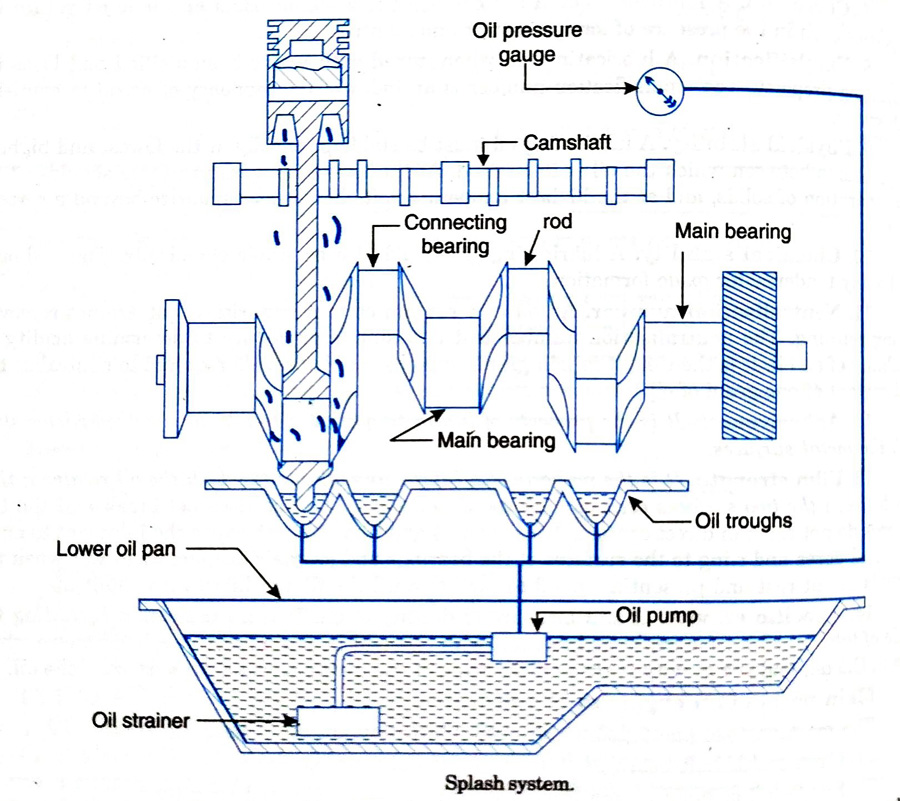 Oil pressure
gauge
Camshaft
Connecting
bearing
rod
Main bearing
Main bearing
Oil troughs
Lower oil pan
Oil pump
Oil strainer
Splash system.